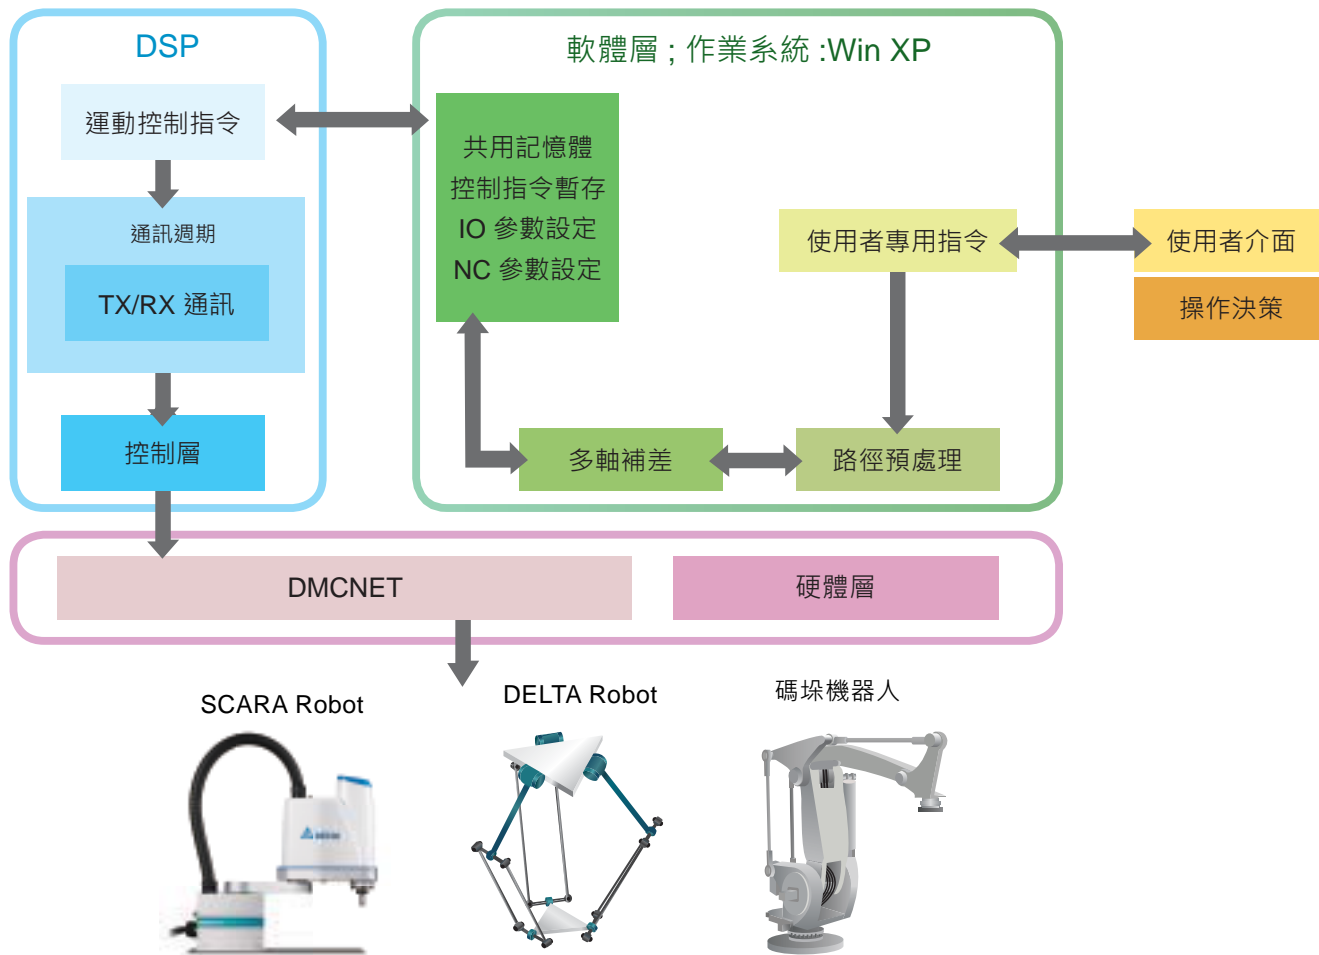 DSP
運動控制指令
通訊週期
TX/RX 通訊
控制層
軟體層 ; 作業系統 :Win XP
共用記憶體
控制指令暫存
IO 參數設定
NC 參數設定
使用者專用指令
使用者介面
操作決策
多軸補差
路徑預處理
DMCNET
硬體層
SCARA Robot
DELTA Robot
碼垛機器人